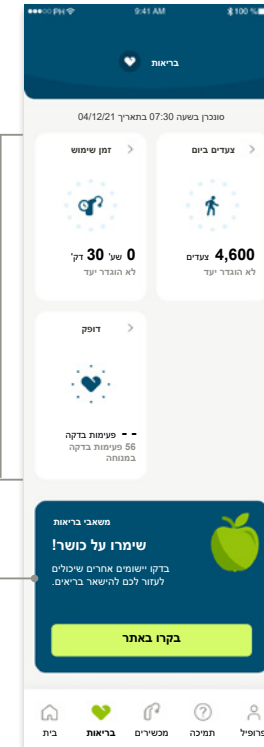 PH 9:41 AM 100 %
בריאות
סונכרן בשעה 07:30 בתאריך 04/12/21
צעדים ביום
4,600 צעדים
לא הוגדר יעד
זמן שימוש
0 שע' 30 דק'
לא הוגדר יעד
דופק
- - פעימות בדקה
56 פעימות בדקה
במנוחה
משאבי בריאות
שימרו על כושר!
בדקו יישומים אחרים שיכולים
לעזור לכם להישאר בריאים.
בקרו באתר
פרופיל תמיכה מכשירים בריאות בית